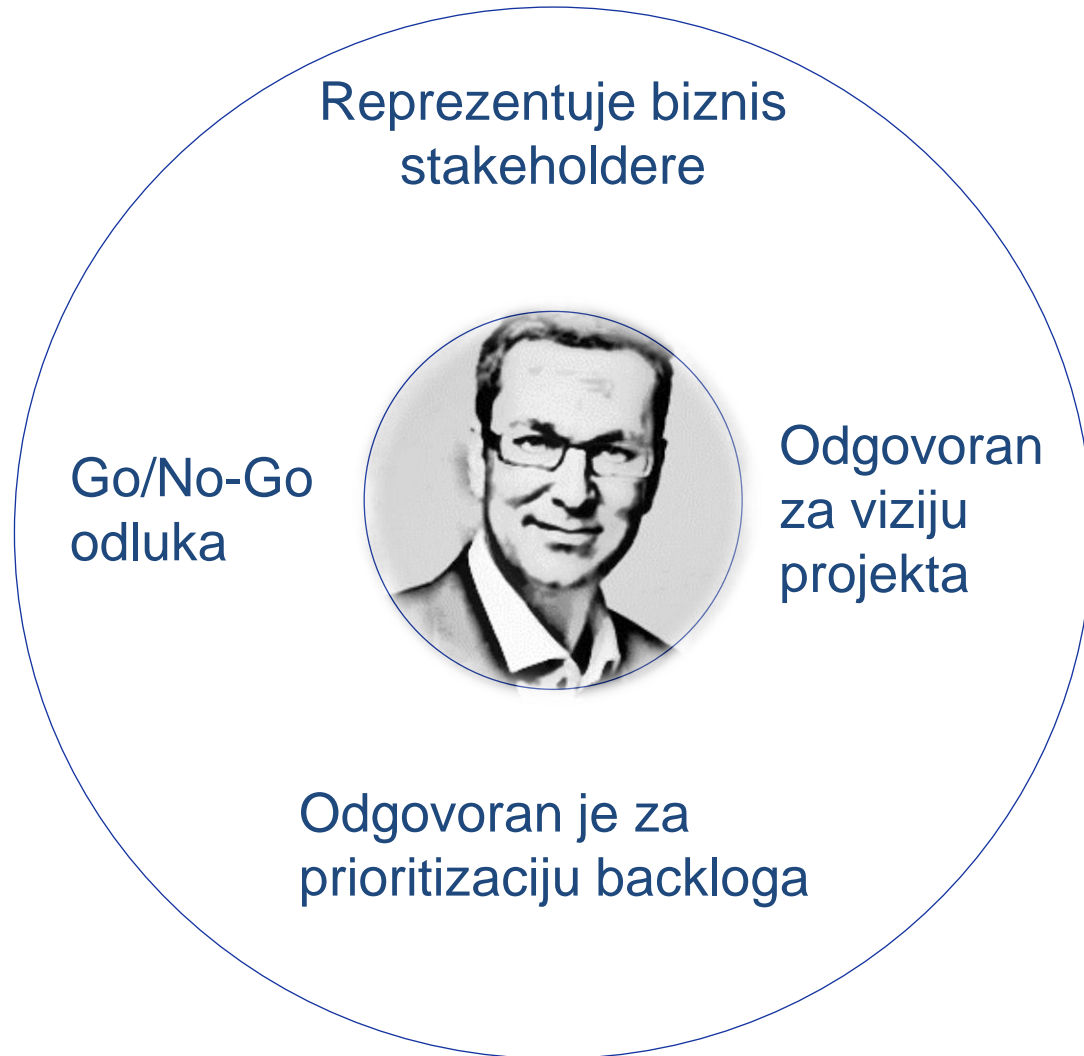 Reprezentuje biznis
stakeholdere
Go/No-Go
odluka
Odgovoran
za viziju
projekta
Odgovoran je za
prioritizaciju backloga